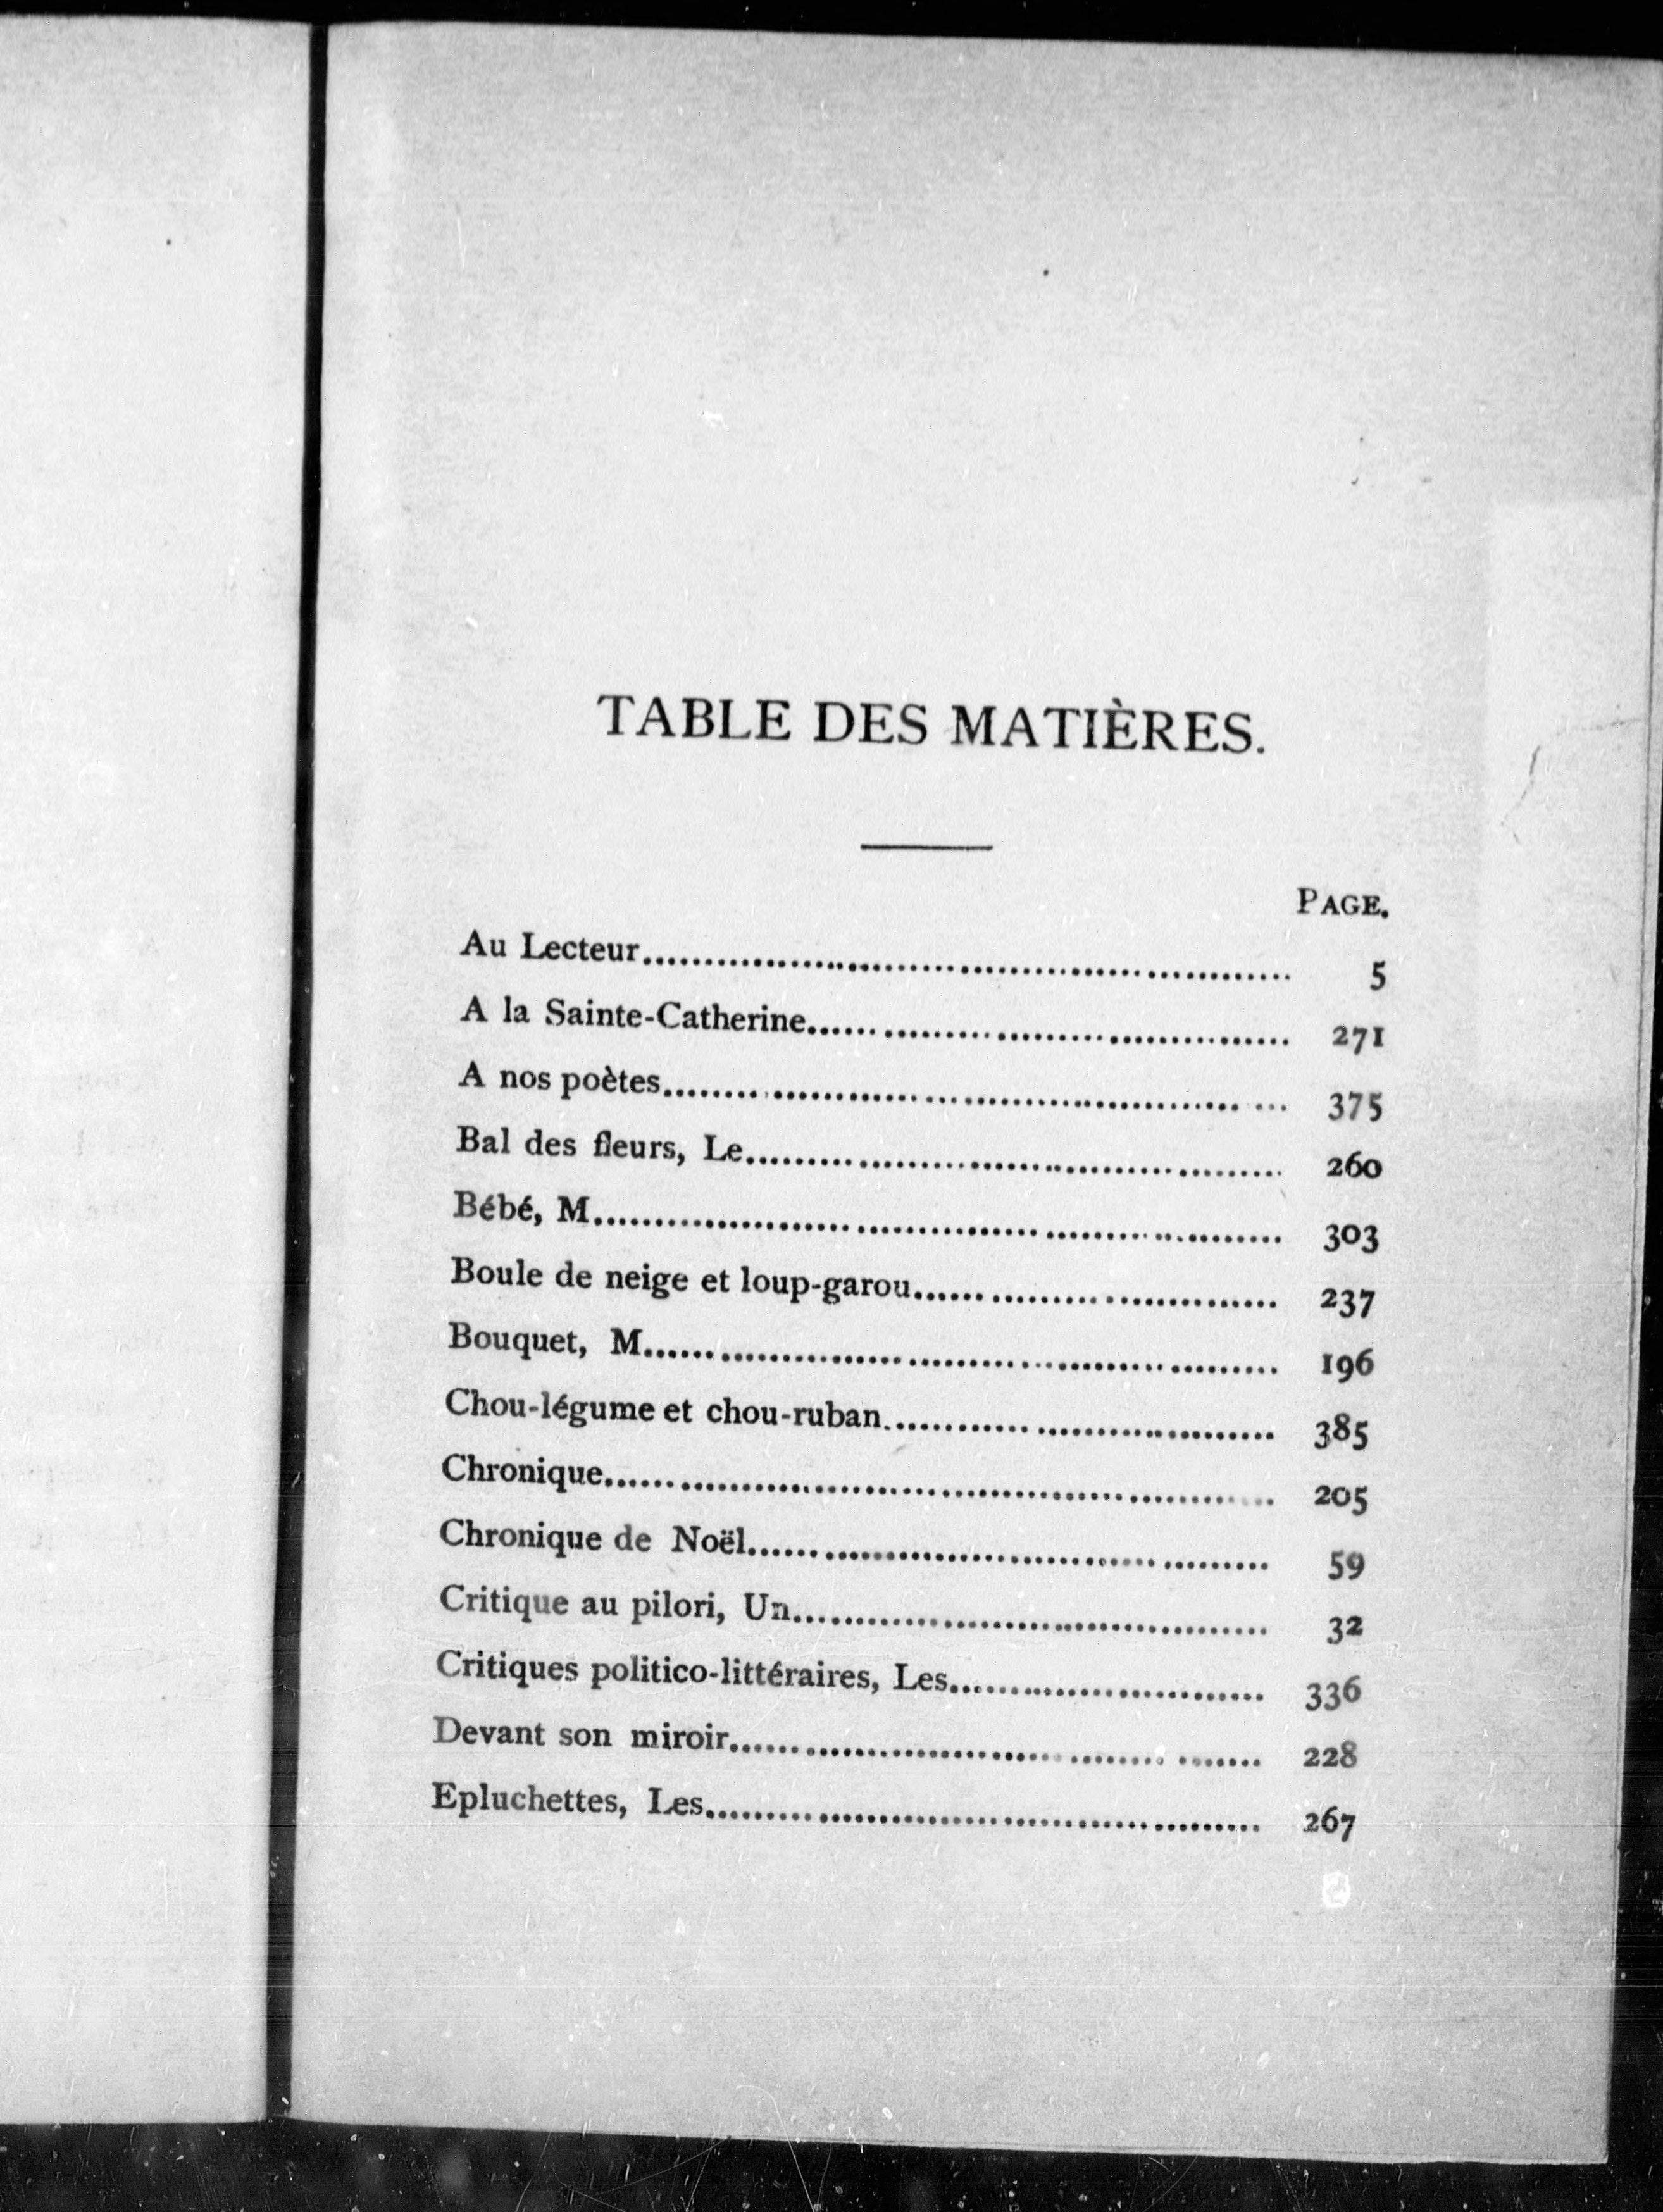 TABLE DES MATIÈRES.
PAGE.
Au Lecteur.................................................... 5
A la Sainte-Catherine....................................... 271
A nos poètes.................................................. 375
Bal des fleurs, Le............................................ 260
Bébé, M....................................................... 303
Boule de neige et loup-garou.............................. 237
Bouquet, M.................................................... 196
Chou-légume et chou-ruban................................ 385
Chronique...................................................... 205
Chronique de Noël........................................... 59
Critique au pilori, Un........................................ 32
Critiques politico-littéraires, Les.......................... 336
Devant son miroir............................................ 228
Epluchettes, Les.............................................. 267